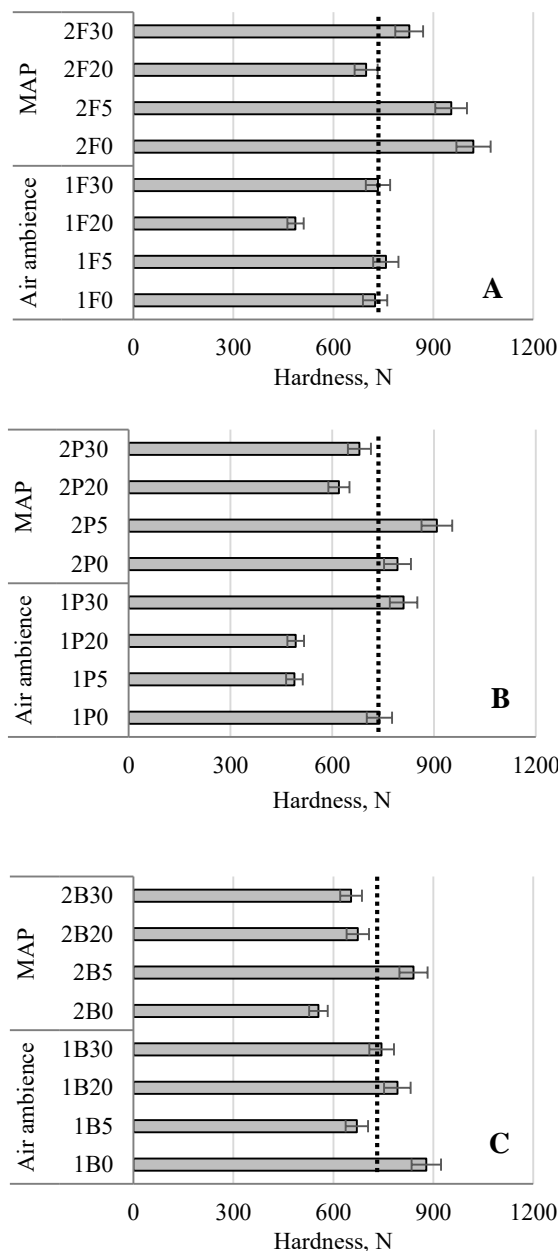 MAP
2F30
2F20
2F5
2F0
Air ambience
1F30
1F20
1F5
1F0
A
0 300 600 900 1200
Hardness, N
MAP
2P30
2P20
2P5
2P0
Air ambience
1P30
1P20
1P5
1P0
B
0 300 600 900 1200
Hardness, N
MAP
2B30
2B20
2B5
2B0
Air ambience
1B30
1B20
1B5
1B0
C
0 300 600 900 1200
Hardness, N